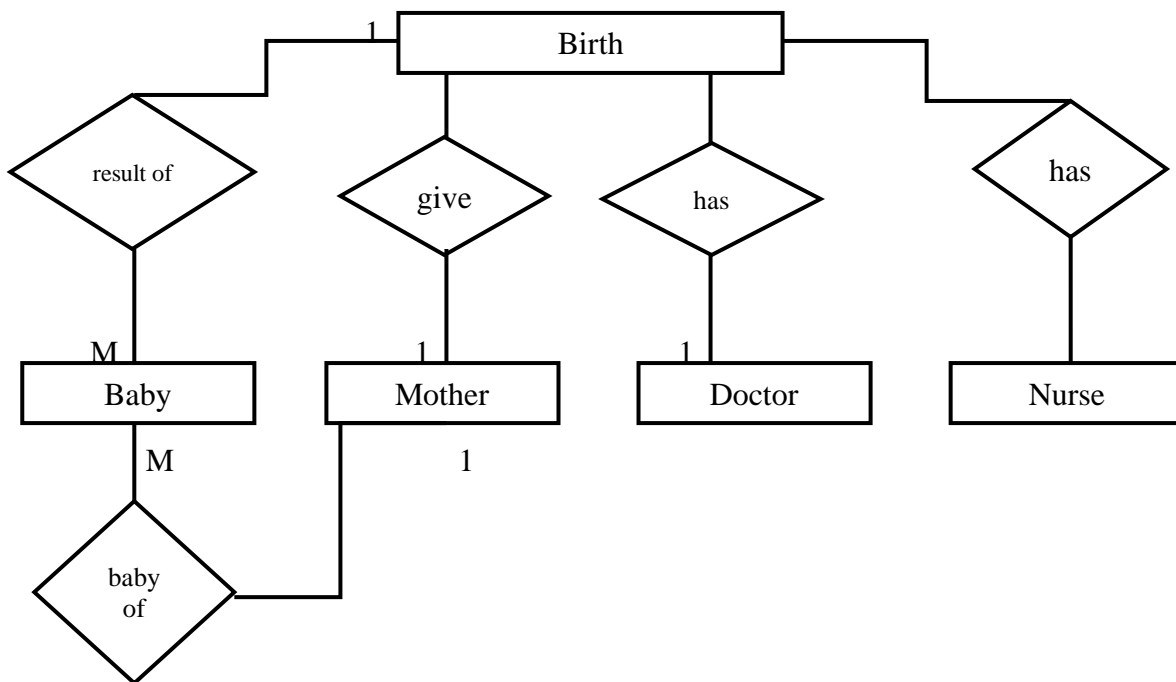 1
Birth
result of
give
has
has
M
1
1
Baby
Mother
Doctor
Nurse
M
1
baby
of